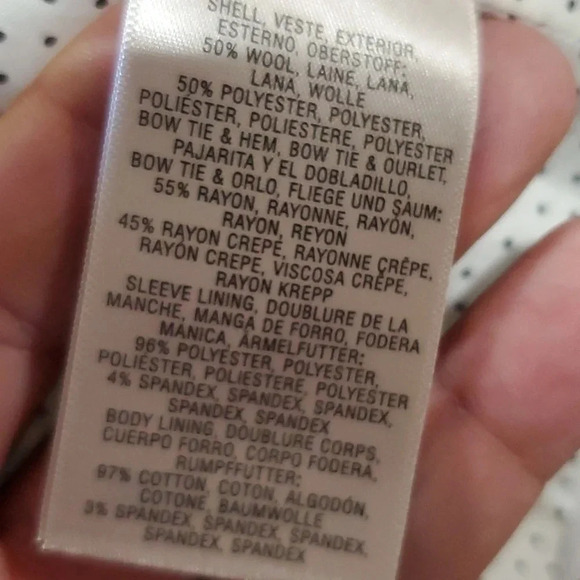 SHELL, VESTE, EXTERIOR,
ESTERNO, OBERSTOFF:
50% WOOL, LAINE, LANA,
LANA, WOLLE
50% POLYESTER, POLYESTER,
POLIÉSTER, POLIESTERE, POLYESTER
BOW TIE & HEM, BOW TIE & OURLET,
PAJARITA Y EL DOBLADILLO,
BOW TIE & ORLO, FLIEGE UND SAUM:
55% RAYON, RAYONNE, RAYÓN,
RAYON, REYON
45% RAYON CREPE, RAYONNE CRÊPE,
RAYÓN CREPE, VISCOSA CRÊPE,
RAYON KREPP
SLEEVE LINING, DOUBLURE DE LA
MANCHE, MANGA DE FORRO, FODERA
MANICA, ÄRMELFUTTER:
96% POLYESTER, POLYESTER,
POLIÉSTER, POLIESTERE, POLYESTER
4% SPANDEX, SPANDEX, SPANDEX,
SPANDEX, SPANDEX
BODY LINING, DOUBLURE CORPS,
CUERPO FORRO, CORPO FODERA,
RUMPFFUTTER:
97% COTTON, COTON, ALGODÓN,
COTONE, BAUMWOLLE
3% SPANDEX, SPANDEX, SPANDEX,
SPANDEX, SPANDEX